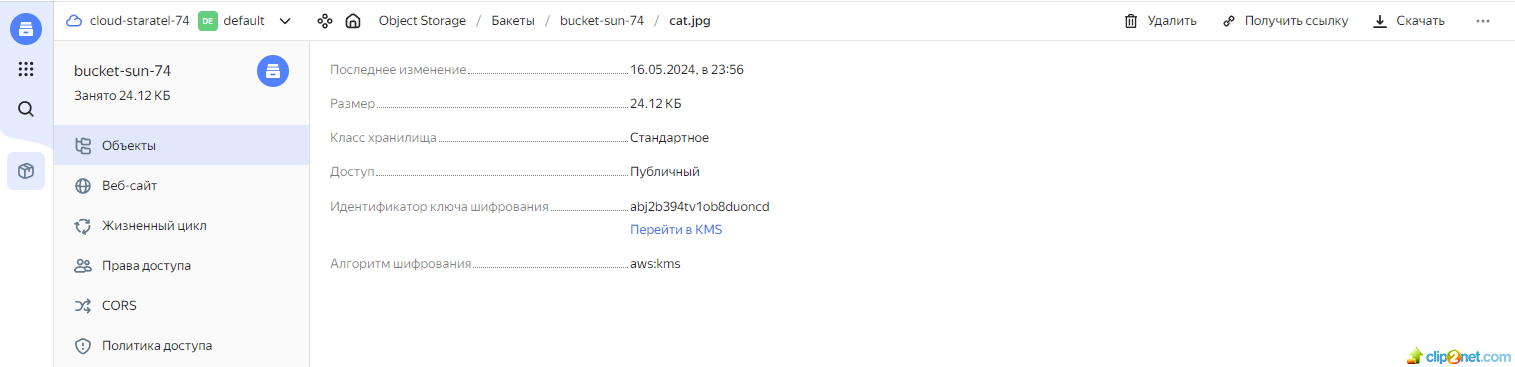 cloud-staratel-74 DE default Object Storage / Бакеты / bucket-sun-74 / cat.jpg Удалить Получить ссылку Скачать ...
bucket-sun-74
Занято 24.12 КБ
Объекты
Веб-сайт
Жизненный цикл
Права доступа
CORS
Политика доступа
Последнее изменение 16.05.2024, в 23:56
Размер 24.12 КБ
Класс хранилища Стандартное
Доступ Публичный
Идентификатор ключа шифрования abj2b394tv1ob8duoncd
Перейти в KMS
Алгоритм шифрования aws:kms
clip2net.com